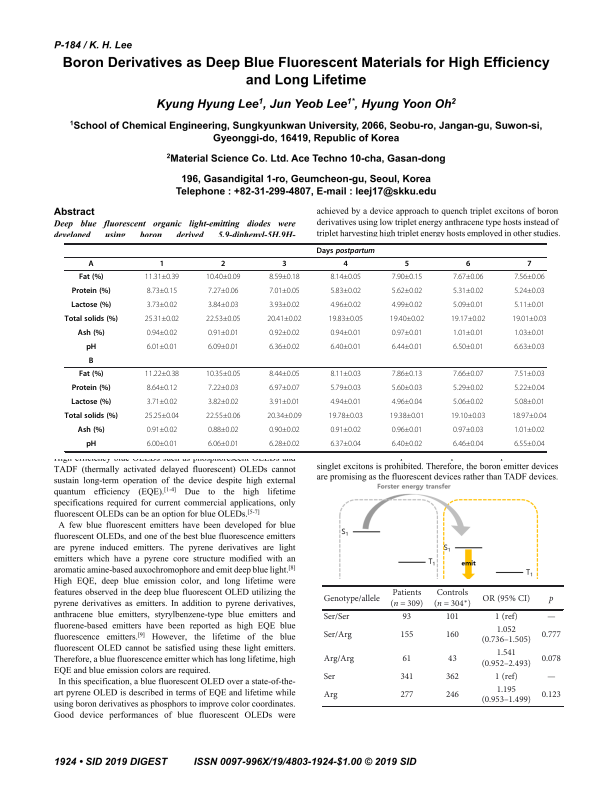 P-184 / K. H. Lee
Boron Derivatives as Deep Blue Fluorescent Materials for High Efficiency
and Long Lifetime
Kyung Hyung Lee1, Jun Yeob Lee1*, Hyung Yoon Oh2
1School of Chemical Engineering, Sungkyunkwan University, 2066, Seobu-ro, Jangan-gu, Suwon-si,
Gyeonggi-do, 16419, Republic of Korea
2Material Science Co. Ltd. Ace Techno 10-cha, Gasan-dong
196, Gasandigital 1-ro, Geumcheon-gu, Seoul, Korea
Telephone : +82-31-299-4807, E-mail : leej17@skku.edu
Abstract
Deep blue fluorescent organic light-emitting diodes were
developed using boron derived 5,9-diphenyl-5H,9H-
achieved by a device approach to quench triplet excitons of boron
derivatives using low triplet energy anthracene type hosts instead of
triplet harvesting high triplet energy hosts employed in other studies.
Days postpartum
A 1 2 3 4 5 6 7
Fat (%) 11.31±0.39 10.40±0.09 8.59±0.18 8.14±0.05 7.90±0.15 7.67±0.06 7.56±0.06
Protein (%) 8.73±0.15 7.27±0.06 7.01±0.05 5.83±0.02 5.62±0.02 5.31±0.02 5.24±0.03
Lactose (%) 3.73±0.02 3.84±0.03 3.93±0.02 4.96±0.02 4.99±0.02 5.09±0.01 5.11±0.01
Total solids (%) 25.31±0.02 22.53±0.05 20.41±0.02 19.83±0.05 19.40±0.02 19.17±0.02 19.01±0.03
Ash (%) 0.94±0.02 0.91±0.01 0.92±0.02 0.94±0.01 0.97±0.01 1.01±0.01 1.03±0.01
pH 6.01±0.01 6.09±0.01 6.36±0.02 6.40±0.01 6.44±0.01 6.50±0.01 6.63±0.03
B
Fat (%) 11.22±0.38 10.35±0.05 8.44±0.05 8.11±0.03 7.86±0.13 7.66±0.07 7.51±0.03
Protein (%) 8.64±0.12 7.22±0.03 6.97±0.07 5.79±0.03 5.60±0.03 5.29±0.02 5.22±0.04
Lactose (%) 3.71±0.02 3.82±0.02 3.91±0.01 4.94±0.01 4.96±0.04 5.06±0.02 5.08±0.01
Total solids (%) 25.25±0.04 22.55±0.06 20.34±0.09 19.78±0.03 19.38±0.01 19.10±0.03 18.97±0.04
Ash (%) 0.91±0.02 0.88±0.02 0.90±0.02 0.91±0.02 0.96±0.01 0.97±0.03 1.01±0.02
pH 6.00±0.01 6.06±0.01 6.28±0.02 6.37±0.04 6.40±0.02 6.46±0.04 6.55±0.04
High efficiency blue OLEDs such as phosphorescent OLEDs and
TADF (thermally activated delayed fluorescent) OLEDs cannot
sustain long-term operation of the device despite high external
quantum efficiency (EQE).[1-4] Due to the high lifetime
specifications required for current commercial applications, only
fluorescent OLEDs can be an option for blue OLEDs.[5-7]
A few blue fluorescent emitters have been developed for blue
fluorescent OLEDs, and one of the best blue fluorescence emitters
are pyrene induced emitters. The pyrene derivatives are light
emitters which have a pyrene core structure modified with an
aromatic amine-based auxochromophore and emit deep blue light.[8]
High EQE, deep blue emission color, and long lifetime were
features observed in the deep blue fluorescent OLED utilizing the
pyrene derivatives as emitters. In addition to pyrene derivatives,
anthracene blue emitters, styrylbenzene-type blue emitters and
fluorene-based emitters have been reported as high EQE blue
fluorescence emitters.[9] However, the lifetime of the blue
fluorescent OLED cannot be satisfied using these light emitters.
Therefore, a blue fluorescence emitter which has long lifetime, high
EQE and blue emission colors are required.
In this specification, a blue fluorescent OLED over a state-of-the-
art pyrene OLED is described in terms of EQE and lifetime while
using boron derivatives as phosphors to improve color coordinates.
Good device performances of blue fluorescent OLEDs were
singlet excitons is prohibited. Therefore, the boron emitter devices
are promising as the fluorescent devices rather than TADF devices.
Forster energy transfer
S1
S1
T1
emit
T1
Genotype/allele Patients (n = 309) Controls (n = 304*) OR (95% CI) p
Ser/Ser 93 101 1 (ref) —
Ser/Arg 155 160 1.052 (0.736–1.505) 0.777
Arg/Arg 61 43 1.541 (0.952–2.493) 0.078
Ser 341 362 1 (ref) —
Arg 277 246 1.195 (0.953–1.499) 0.123
1924 • SID 2019 DIGEST ISSN 0097-996X/19/4803-1924-$1.00 © 2019 SID